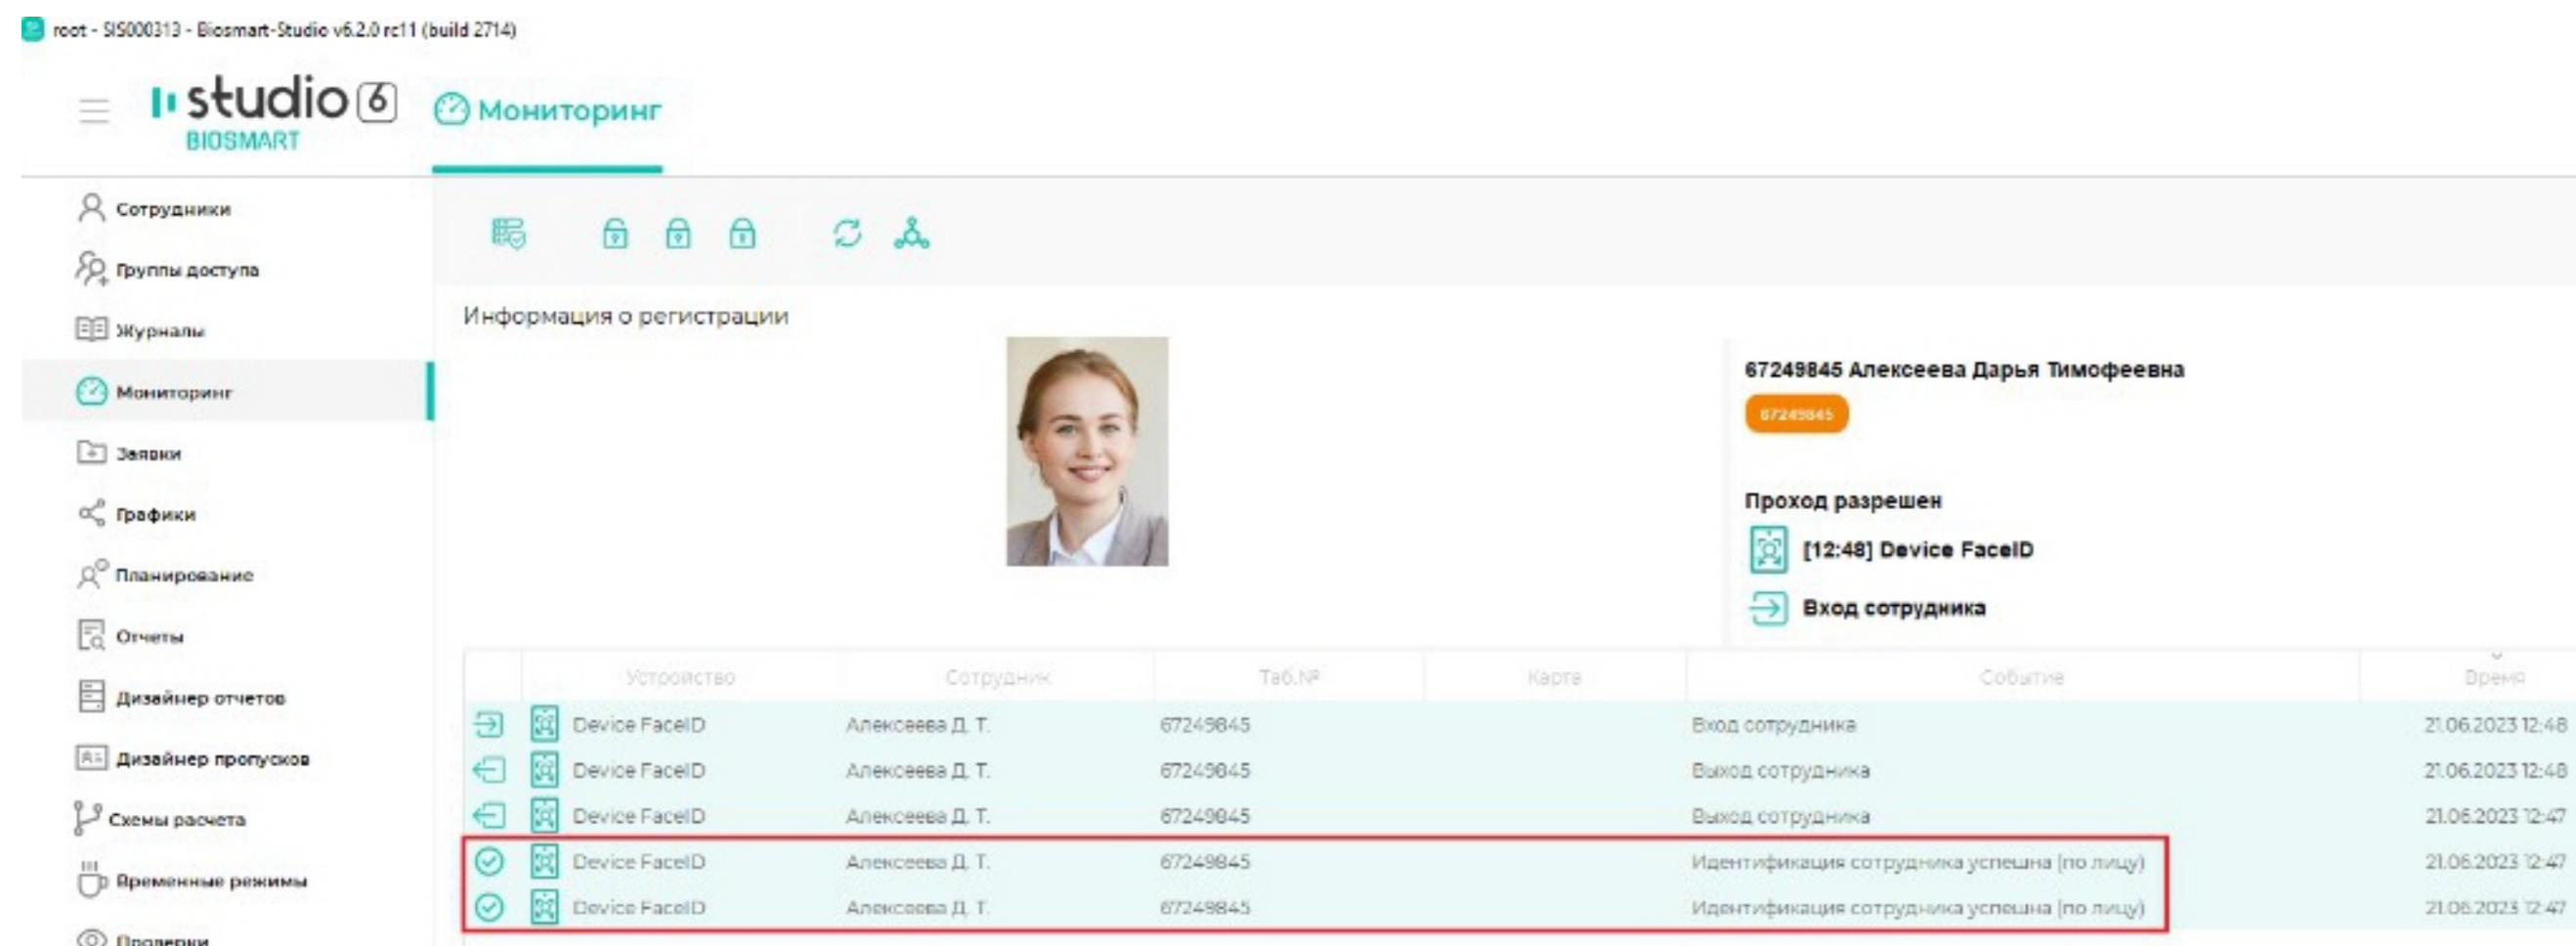 root - SIS000313 - Biosmart-Studio v6.2.0 rc11 (build 2714)
studio 6
BIOSMART
Мониторинг
Сотрудники
Группы доступа
Журналы
Мониторинг
Заявки
Графики
Планирование
Отчеты
Дизайнер отчетов
Дизайнер пропусков
Схемы расчета
Временные режимы
Проверки
Информация о регистрации
67249845 Алексеева Дарья Тимофеевна
67249845
Проход разрешен
[12:48] Device FaceID
Вход сотрудника
Устройство Сотрудник Таб.№ Карта Событие Время
Device FaceID Алексеева Д. Т. 67249845 Вход сотрудника 21.06.2023 12:48
Device FaceID Алексеева Д. Т. 67249845 Выход сотрудника 21.06.2023 12:48
Device FaceID Алексеева Д. Т. 67249845 Выход сотрудника 21.06.2023 12:47
Device FaceID Алексеева Д. Т. 67249845 Идентификация сотрудника успешна (по лицу) 21.06.2023 12:47
Device FaceID Алексеева Д. Т. 67249845 Идентификация сотрудника успешна (по лицу) 21.06.2023 12:47